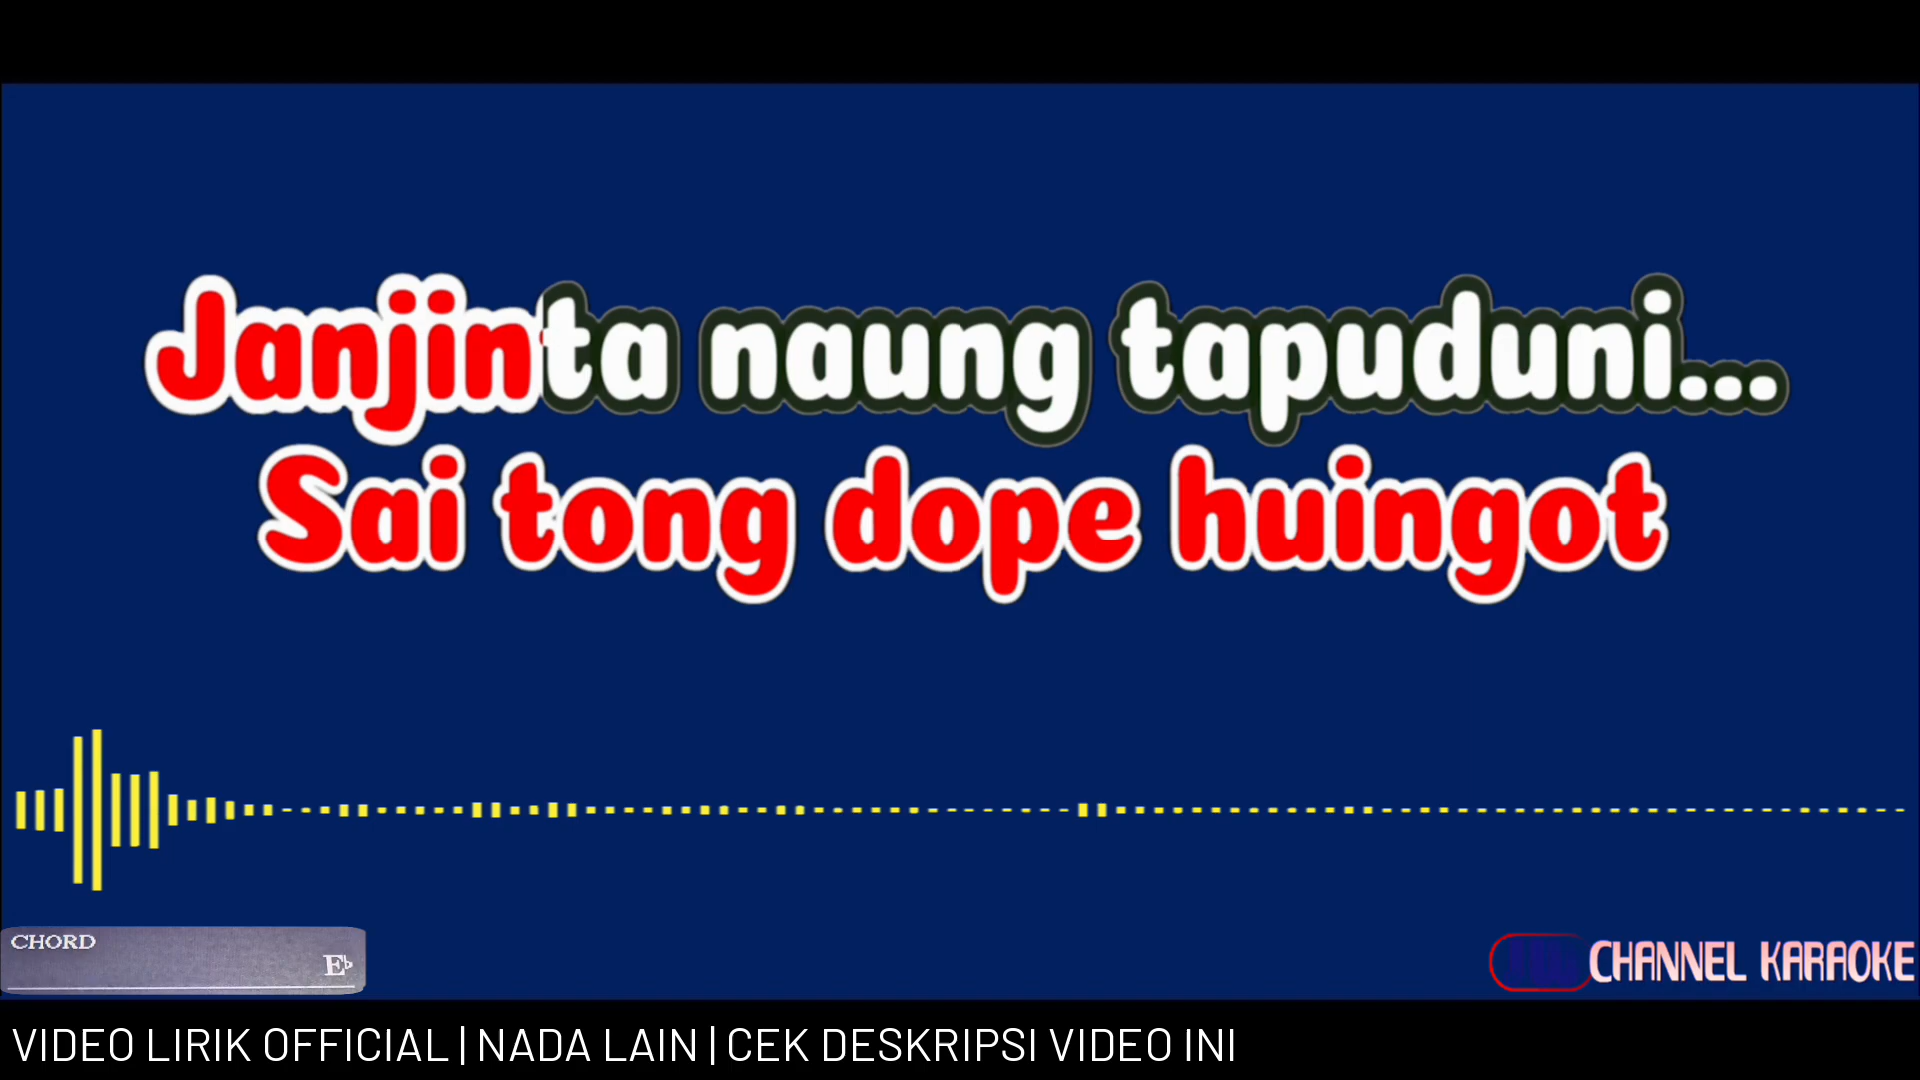 Janjinta naung tapuduni...
Sai tong dope huingot
CHORD
E♭
CHANNEL KARAOKE
VIDEO LIRIK OFFICIAL | NADA LAIN | CEK DESKRIPSI VIDEO INI